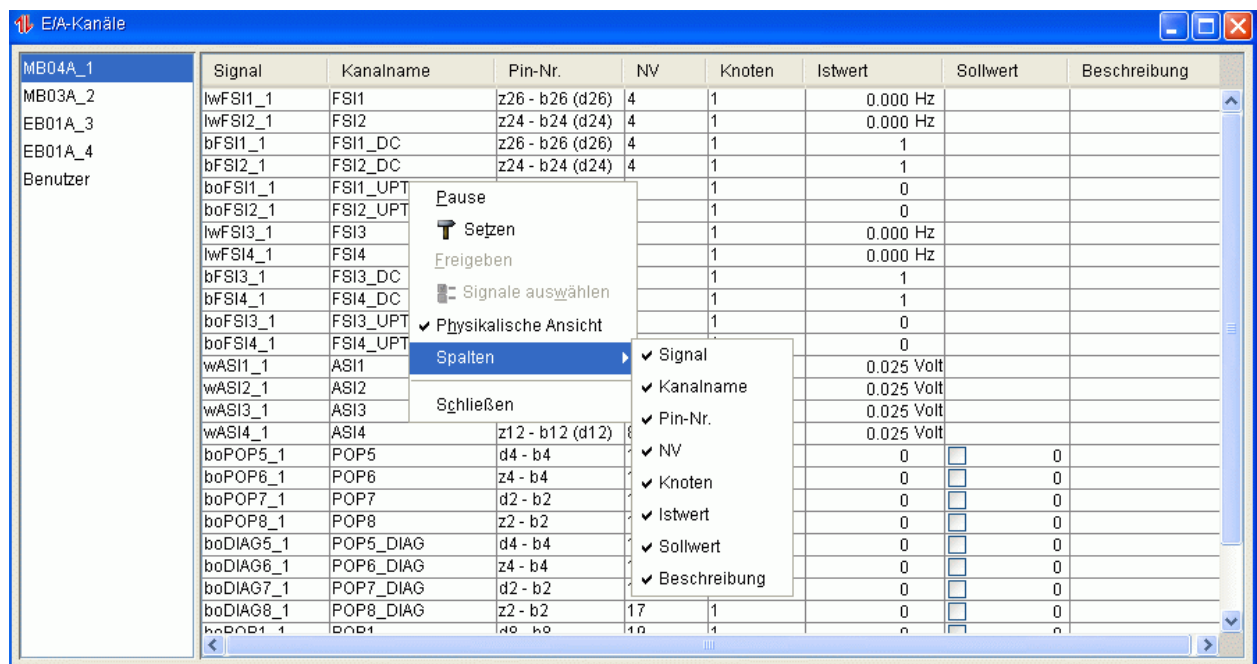 E/A-Kanäle
MB04A_1
MB03A_2
EB01A_3
EB01A_4
Benutzer
Signal Kanalname Pin-Nr. NV Knoten Istwert Sollwert Beschreibung
lwFSI1_1 FSI1 z26 - b26 (d26) 4 1 0.000 Hz
lwFSI2_1 FSI2 z24 - b24 (d24) 4 1 0.000 Hz
bFSI1_1 FSI1_DC z26 - b26 (d26) 4 1 1
bFSI2_1 FSI2_DC z24 - b24 (d24) 4 1 1
boFSI1_1 FSI1_UPT 1 0
boFSI2_1 FSI2_UPT 1 0
lwFSI3_1 FSI3 1 0.000 Hz
lwFSI4_1 FSI4 1 0.000 Hz
bFSI3_1 FSI3_DC 1 1
bFSI4_1 FSI4_DC 1 1
boFSI3_1 FSI3_UPT 1 0
boFSI4_1 FSI4_UPT 0
wASI1_1 ASI1 0.025 Volt
wASI2_1 ASI2 0.025 Volt
wASI3_1 ASI3 0.025 Volt
wASI4_1 ASI4 z12 - b12 (d12) 0.025 Volt
boPOP5_1 POP5 d4 - b4 0 0
boPOP6_1 POP6 z4 - b4 0 0
boPOP7_1 POP7 d2 - b2 0 0
boPOP8_1 POP8 z2 - b2 0 0
boDIAG5_1 POP5_DIAG d4 - b4 0 0
boDIAG6_1 POP6_DIAG z4 - b4 0 0
boDIAG7_1 POP7_DIAG d2 - b2 0 0
boDIAG8_1 POP8_DIAG z2 - b2 17 1 0 0
Pause
Setzen
Freigeben
Signale auswählen
Physikalische Ansicht
Spalten
Schließen
Signal
Kanalname
Pin-Nr.
NV
Knoten
Istwert
Sollwert
Beschreibung